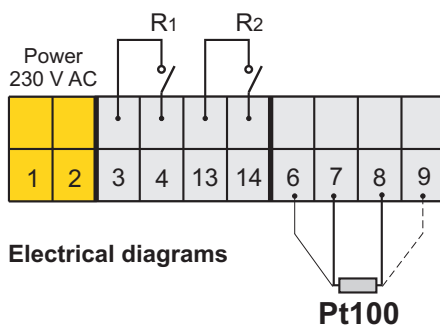 R1 R2
Power
230 V AC
1 2 3 4 13 14 6 7 8 9
Electrical diagrams
Pt100